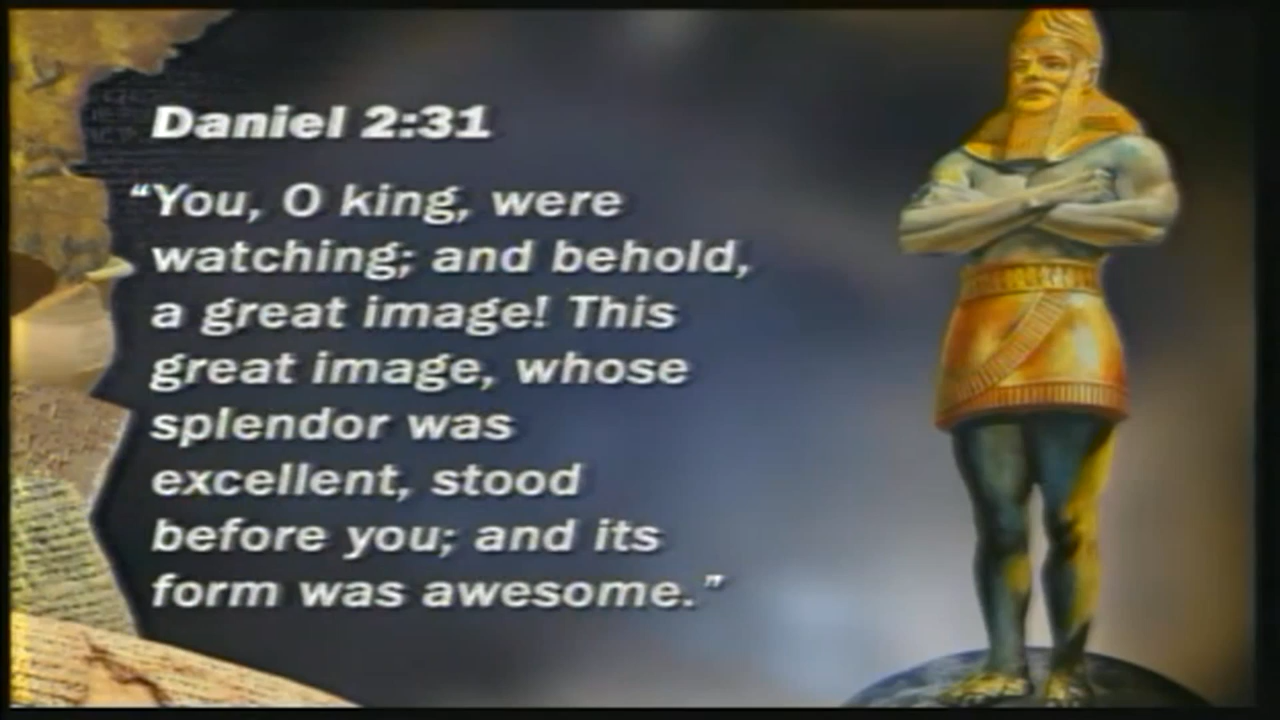 Daniel 2:31
“You, O king, were
watching; and behold,
a great image! This
great image, whose
splendor was
excellent, stood
before you; and its
form was awesome.”